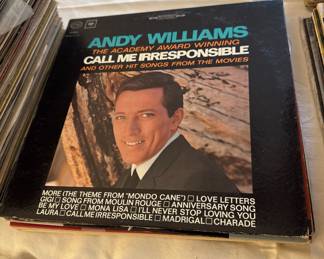 ANDY WILLIAMS
THE ACADEMY AWARD WINNING
CALL ME IRRESPONSIBLE
AND OTHER HIT SONGS FROM THE MOVIES
MORE (THE THEME FROM "MONDO CANE") □ LOVE LETTERS
GIGI □ SONG FROM MOULIN ROUGE □ ANNIVERSARY SONG
BE MY LOVE □ MONA LISA □ I'LL NEVER STOP LOVING YOU
LAURA □ CALL ME IRRESPONSIBLE □ MADRIGAL □ CHARADE